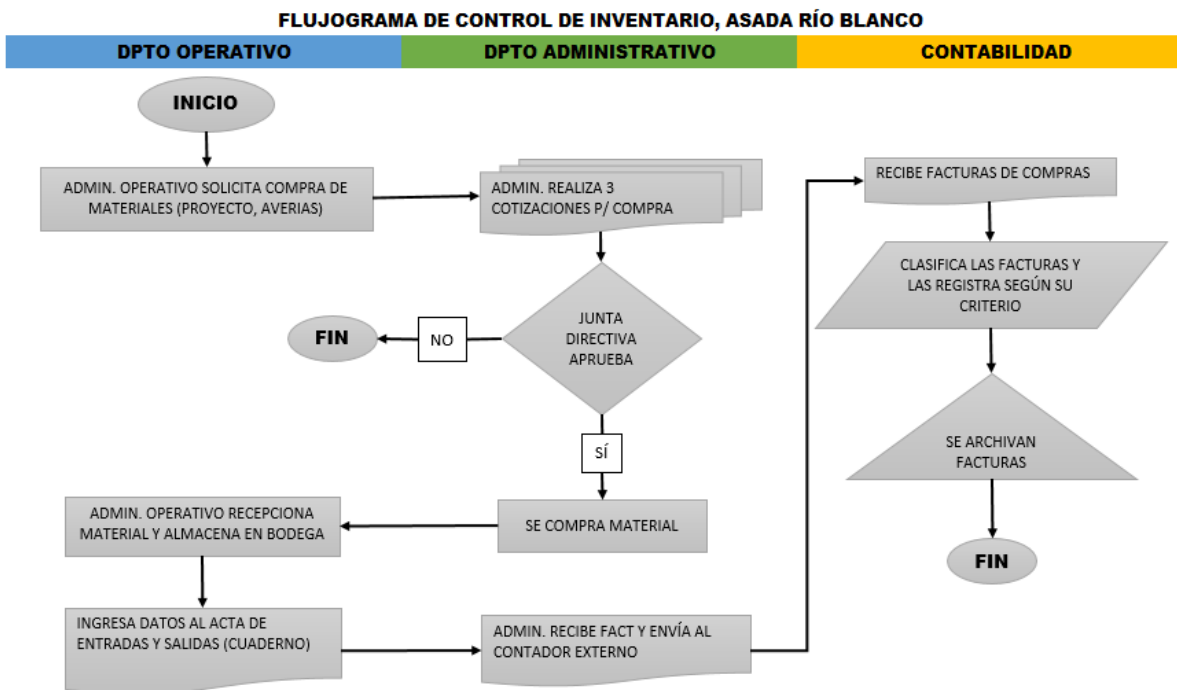 FLUJOGRAMA DE CONTROL DE INVENTARIO, ASADA RÍO BLANCO
DPTO OPERATIVO
DPTO ADMINISTRATIVO
CONTABILIDAD
INICIO
ADMIN. OPERATIVO SOLICITA COMPRA DE
MATERIALES (PROYECTO, AVERIAS)
ADMIN. REALIZA 3
COTIZACIONES P/ COMPRA
JUNTA
DIRECTIVA
APRUEBA
NO
FIN
SÍ
SE COMPRA MATERIAL
ADMIN. OPERATIVO RECEPCIONA
MATERIAL Y ALMACENA EN BODEGA
INGRESA DATOS AL ACTA DE
ENTRADAS Y SALIDAS (CUADERNO)
ADMIN. RECIBE FACT Y ENVÍA AL
CONTADOR EXTERNO
RECIBE FACTURAS DE COMPRAS
CLASIFICA LAS FACTURAS Y
LAS REGISTRA SEGÚN SU
CRITERIO
SE ARCHIVAN
FACTURAS
FIN